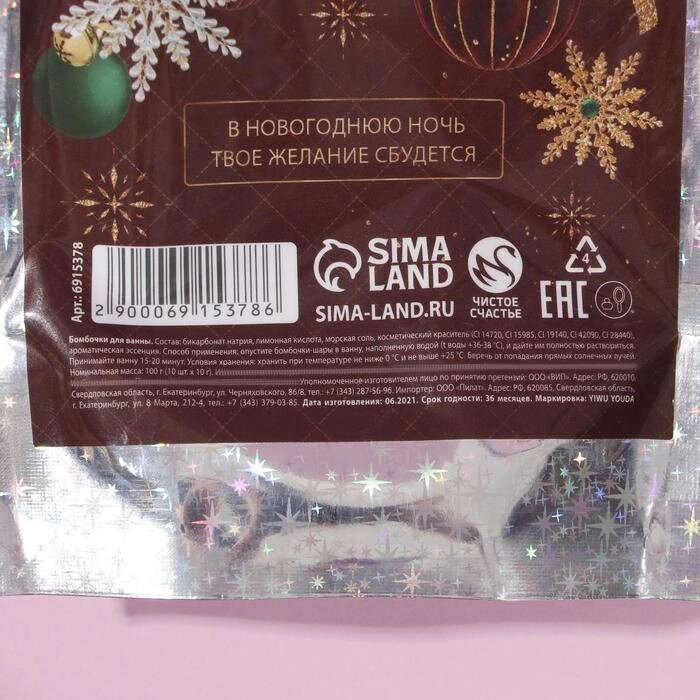 В НОВОГОДНЮЮ НОЧЬ
ТВОЕ ЖЕЛАНИЕ СБУДЕТСЯ
Арт.: 6915378
2 900069 153786
SIMA
LAND
SIMA-LAND.RU
ЧИСТОЕ
СЧАСТЬЕ
4
EAC
Бомбочки для ванны. Состав: бикарбонат натрия, лимонная кислота, морская соль, косметический краситель (CI 14720, CI 15985, CI 19140, CI 42090, CI 28440),
ароматическая эссенция. Способ применения: опустите бомбочки-шары в ванну, наполненную водой (t воды +36-38 °С), и дайте им полностью раствориться.
Принимайте ванну 15-20 минут. Условия хранения: хранить при температуре не ниже 0 °С и не выше +25 °С. Беречь от попадания прямых солнечных лучей.
Номинальная масса: 100 г (10 шт. х 10 г).
Уполномоченное изготовителем лицо по принятию претензий: ООО «ВИП». Адрес: РФ, 620010,
Свердловская область, г. Екатеринбург, ул. Черняховского, 86/8, тел.: +7 (343) 287-56-96. Импортер: ООО «Пилат». Адрес: РФ, 620085, Свердловская область,
г. Екатеринбург, ул. 8 Марта, 212-4, тел.: +7 (343) 379-03-85. Дата изготовления: 06.2021. Срок годности: 36 месяцев. Маркировка: YIWU YOUDA